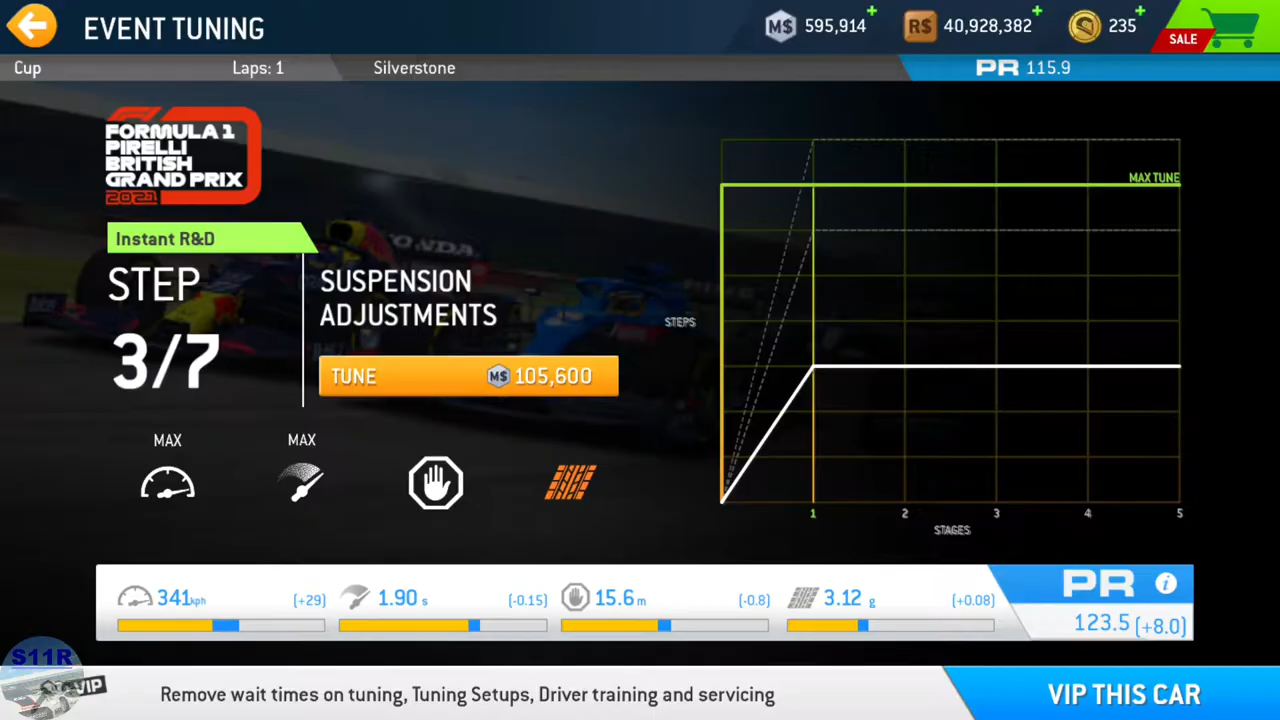 EVENT TUNING
M$ 595,914
R$ 40,928,382
235
SALE
Cup
Laps: 1
Silverstone
PR 115.9
FORMULA 1
PIRELLI
BRITISH
GRAND PRIX
2021
Instant R&D
STEP
3/7
SUSPENSION
ADJUSTMENTS
TUNE M$ 105,600
MAX
MAX
HONDA
MAX TUNE
STEPS
1 2 3 4 5
STAGES
341 kph (+29)
1.90 s (-0.15)
15.6 m (-0.8)
3.12 g (+0.08)
PR i
123.5 (+8.0)
S11R
VIP
Remove wait times on tuning, Tuning Setups, Driver training and servicing
VIP THIS CAR